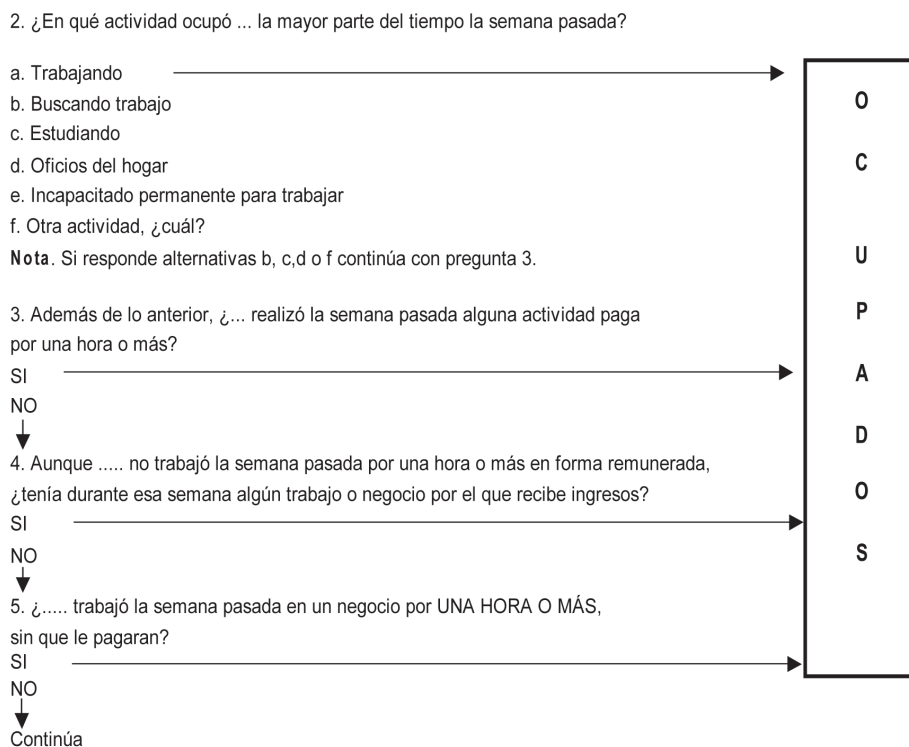 2. ¿En qué actividad ocupó ... la mayor parte del tiempo la semana pasada?
a. Trabajando
b. Buscando trabajo
c. Estudiando
d. Oficios del hogar
e. Incapacitado permanente para trabajar
f. Otra actividad, ¿cuál?
Nota. Si responde alternativas b, c,d o f continúa con pregunta 3.
3. Además de lo anterior, ¿... realizó la semana pasada alguna actividad paga
por una hora o más?
SI
NO
4. Aunque ..... no trabajó la semana pasada por una hora o más en forma remunerada,
¿tenía durante esa semana algún trabajo o negocio por el que recibe ingresos?
SI
NO
5. ¿..... trabajó la semana pasada en un negocio por UNA HORA O MÁS,
sin que le pagaran?
SI
NO
Continúa
O
C
U
P
A
D
O
S